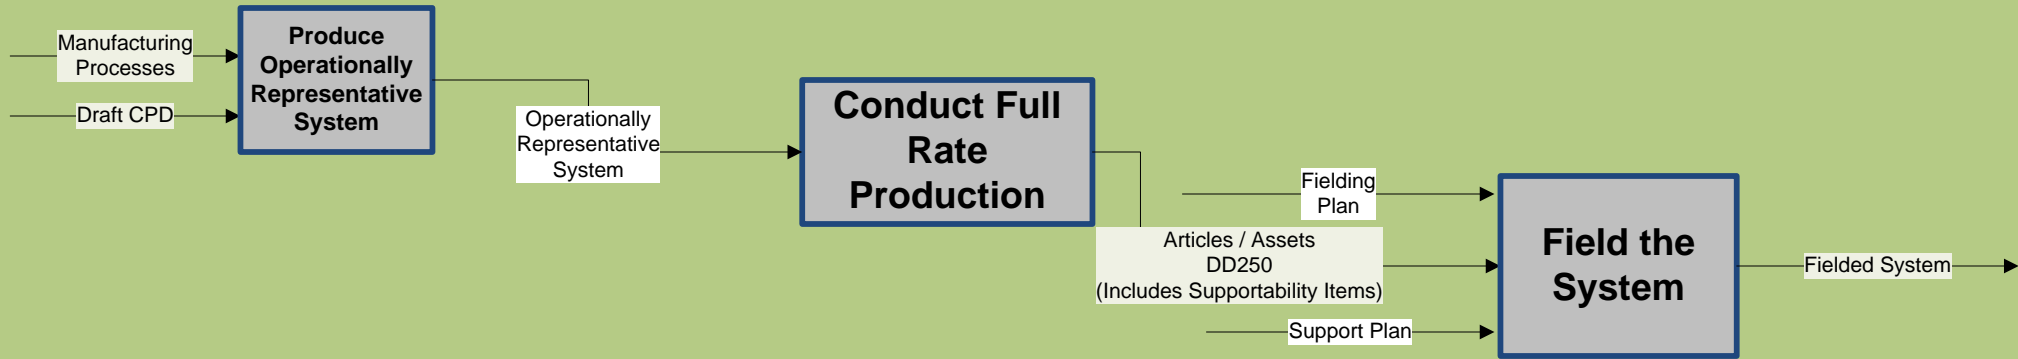 Manufacturing
Processes
Draft CPD
Produce
Operationally
Representative
System
Operationally
Representative
System
Conduct Full
Rate
Production
Fielding
Plan
Articles / Assets
DD250
(Includes Supportability Items)
Support Plan
Field the
System
Fielded System